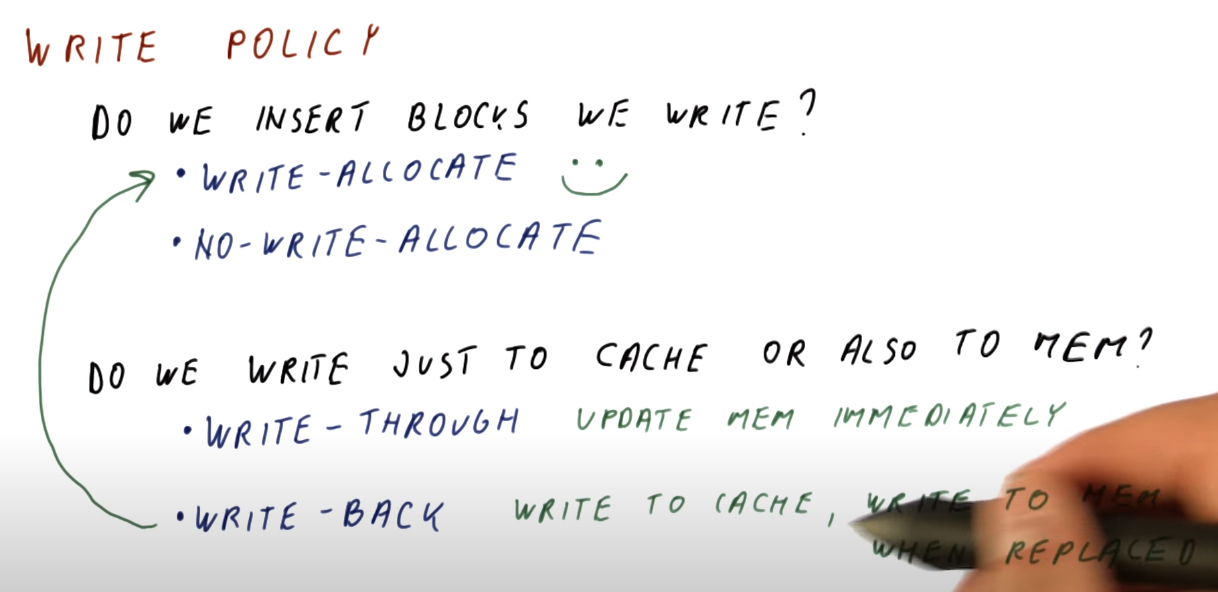 WRITE POLICY
DO WE INSERT BLOCKS WE WRITE?
• WRITE-ALLOCATE
• NO-WRITE-ALLOCATE
DO WE WRITE JUST TO CACHE OR ALSO TO MEM?
• WRITE-THROUGH UPDATE MEM IMMEDIATELY
• WRITE-BACK WRITE TO CACHE, WRITE TO MEM
WHEN REPLACED